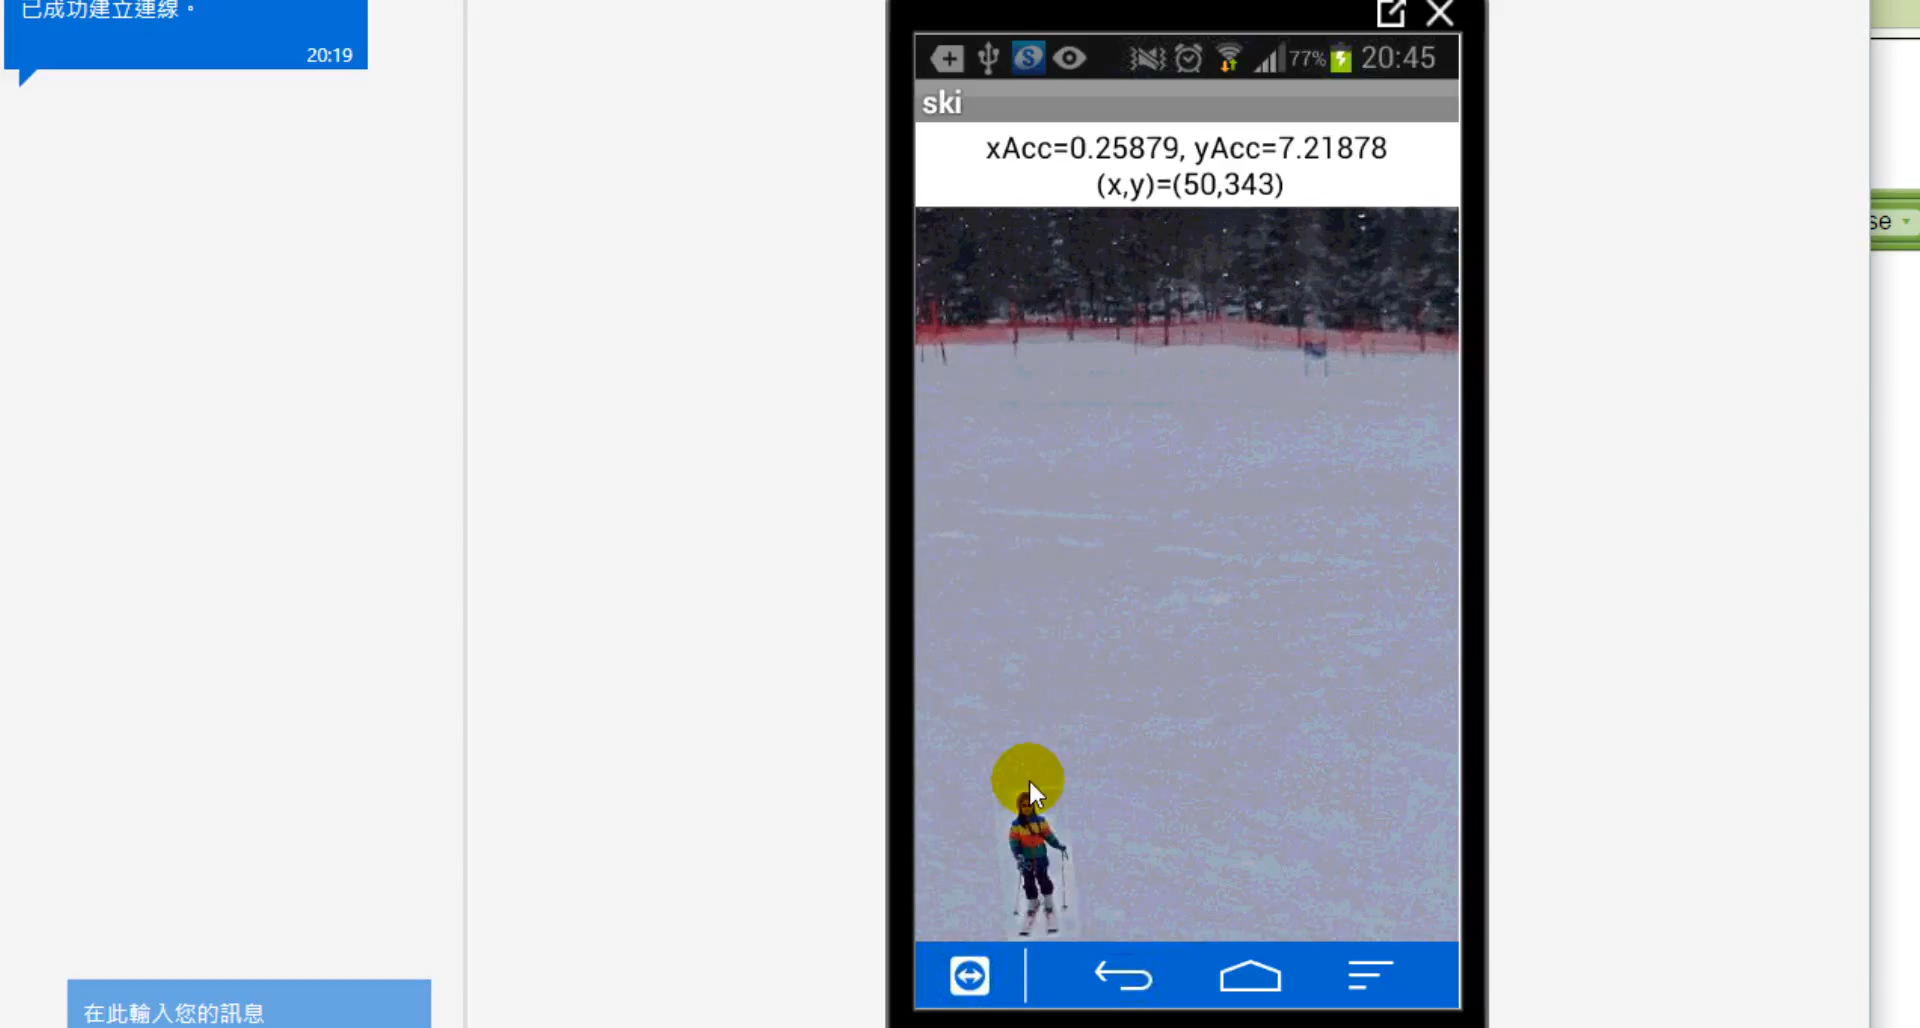 已成功建立連線。
20:19
77% 20:45
ski
xAcc=0.25879, yAcc=7.21878
(x,y)=(50,343)
se
在此輸入您的訊息